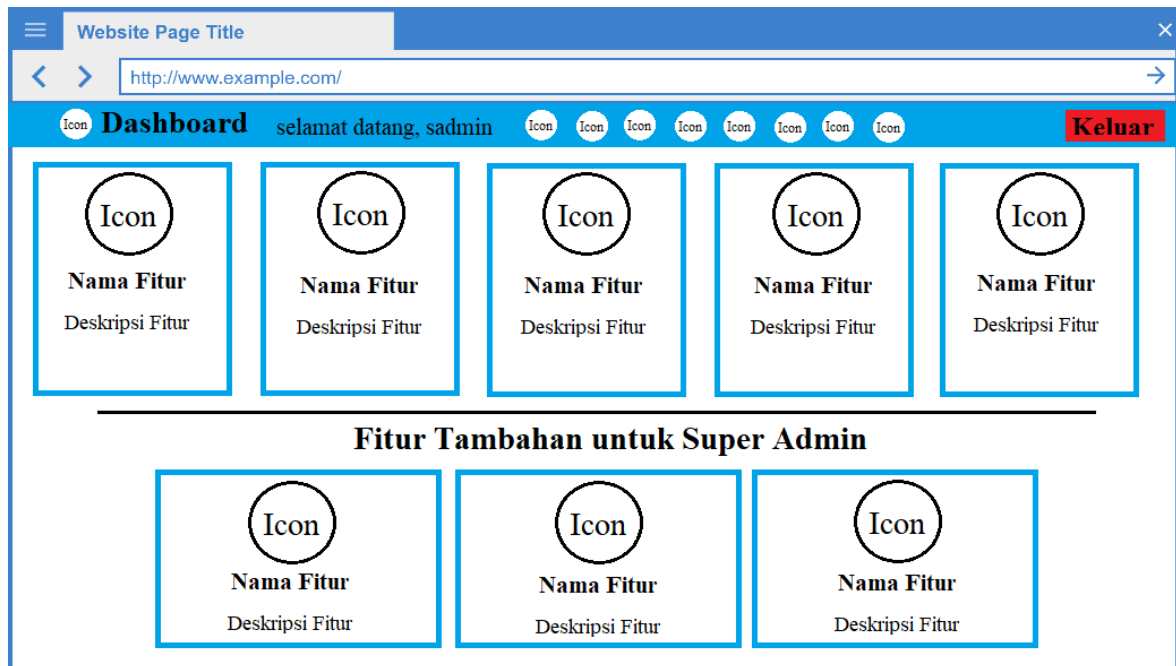 Website Page Title
http://www.example.com/
Icon Dashboard selamat datang, sadmin Icon Icon Icon Icon Icon Icon Icon Icon Keluar
Icon Icon Icon Icon Icon
Nama Fitur Nama Fitur Nama Fitur Nama Fitur Nama Fitur
Deskripsi Fitur Deskripsi Fitur Deskripsi Fitur Deskripsi Fitur Deskripsi Fitur
Fitur Tambahan untuk Super Admin
Icon Icon Icon
Nama Fitur Nama Fitur Nama Fitur
Deskripsi Fitur Deskripsi Fitur Deskripsi Fitur